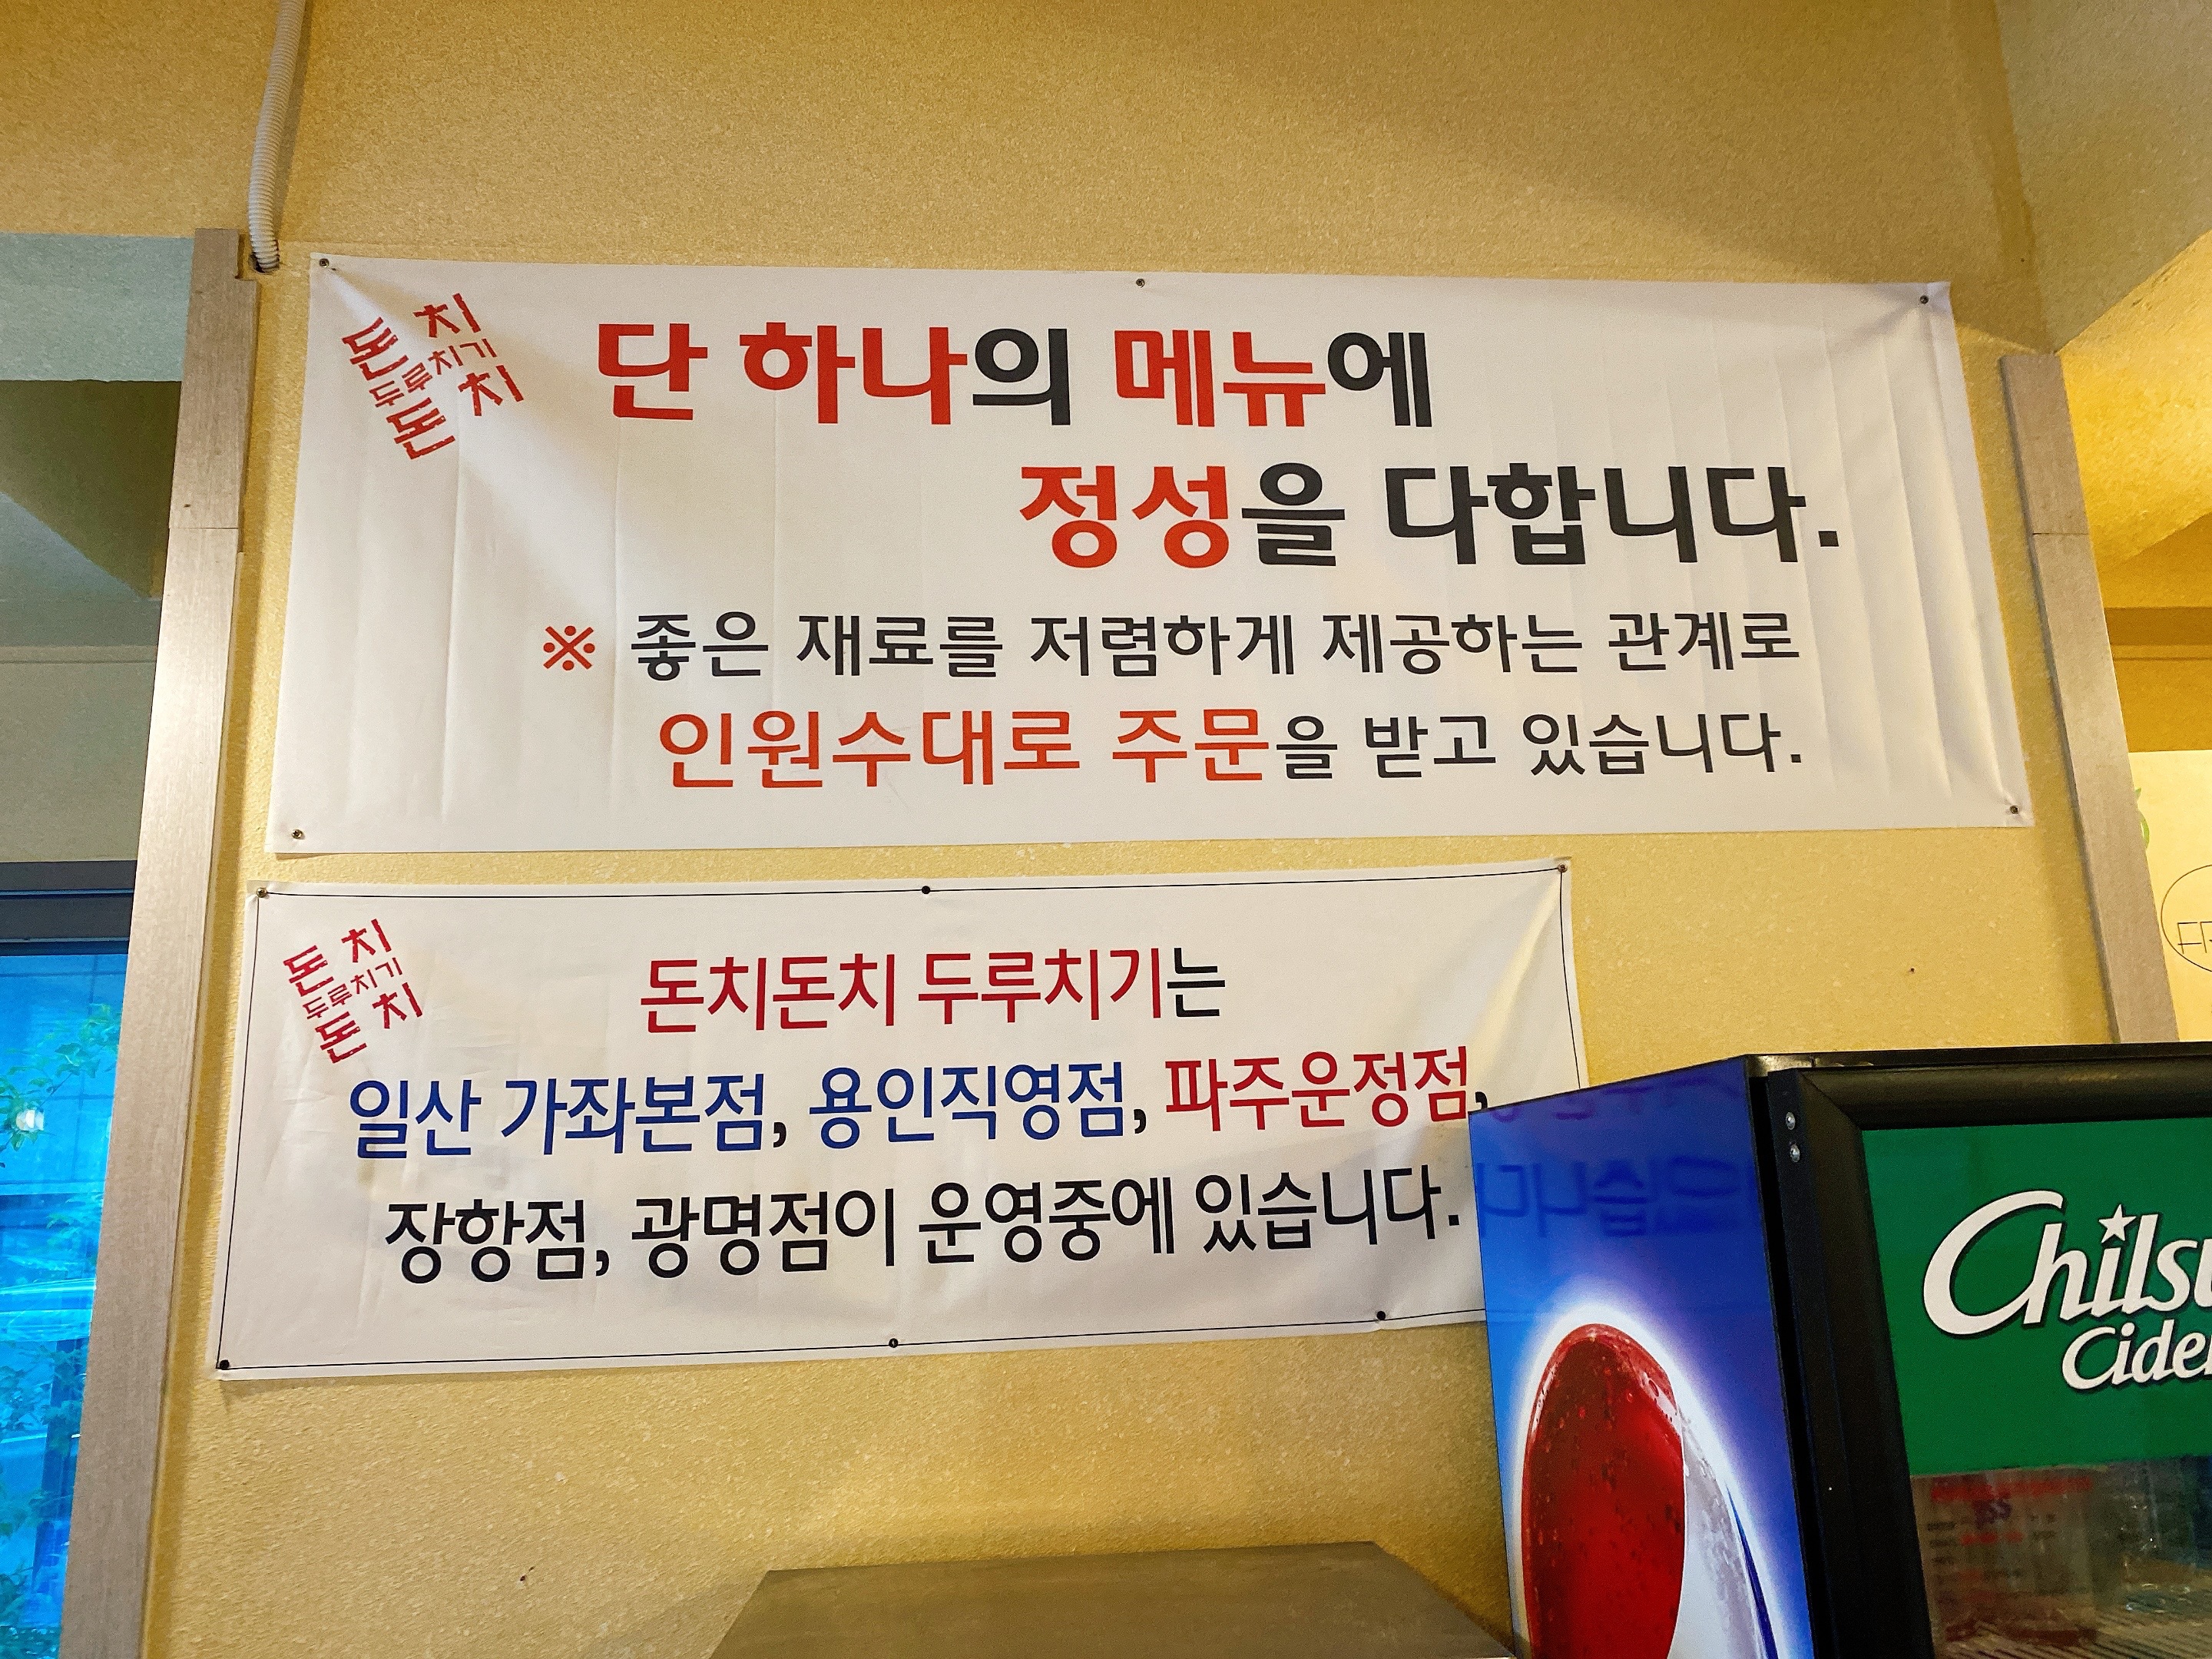 돈치
두루치기
돈치
단 하나의 메뉴에
정성을 다합니다.
※ 좋은 재료를 저렴하게 제공하는 관계로
인원수대로 주문을 받고 있습니다.
돈치
두루치기
돈치
돈치돈치 두루치기는
일산 가좌본점, 용인직영점, 파주운정점,
장항점, 광명점이 운영중에 있습니다.
Cider